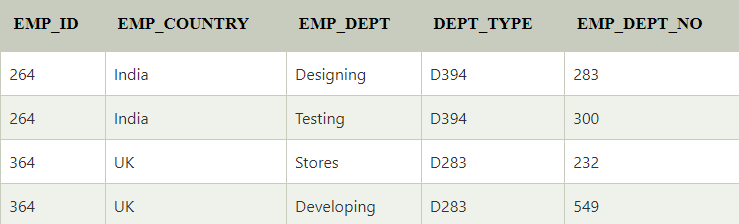 EMP_ID EMP_COUNTRY EMP_DEPT DEPT_TYPE EMP_DEPT_NO
264 India Designing D394 283
264 India Testing D394 300
364 UK Stores D283 232
364 UK Developing D283 549